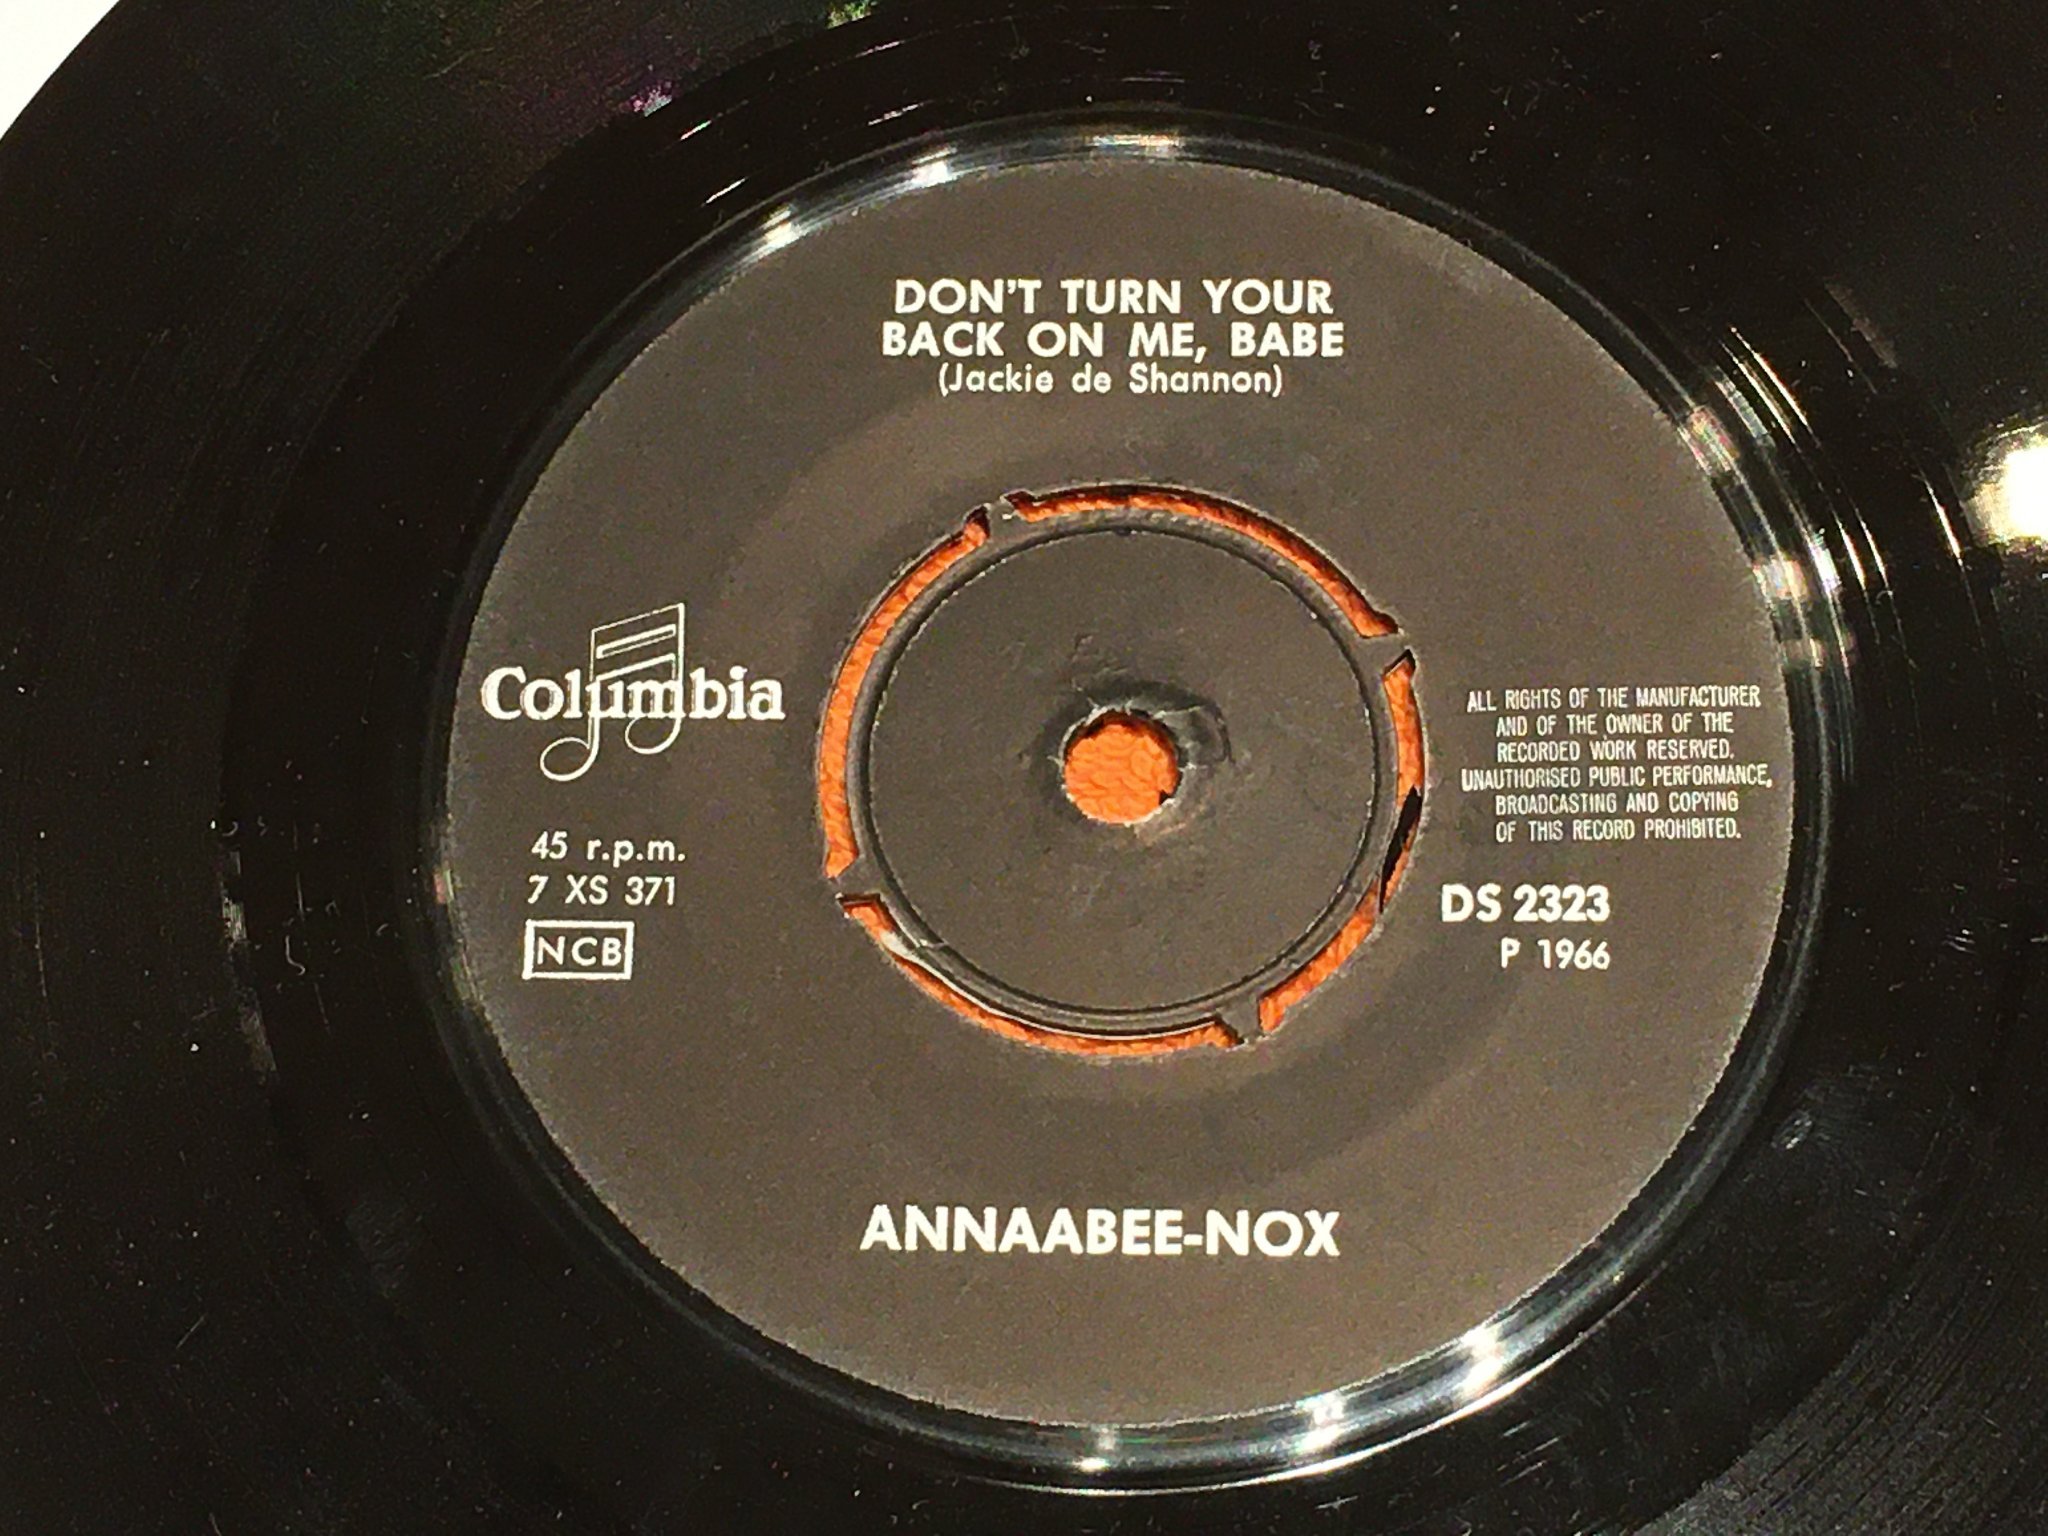 DON'T TURN YOUR
BACK ON ME, BABE
(Jackie de Shannon)
Columbia
45 r.p.m.
7 XS 371
NCB
ALL RIGHTS OF THE MANUFACTURER
AND OF THE OWNER OF THE
RECORDED WORK RESERVED.
UNAUTHORISED PUBLIC PERFORMANCE,
BROADCASTING AND COPYING
OF THIS RECORD PROHIBITED.
DS 2323
P 1966
ANNAABEE-NOX